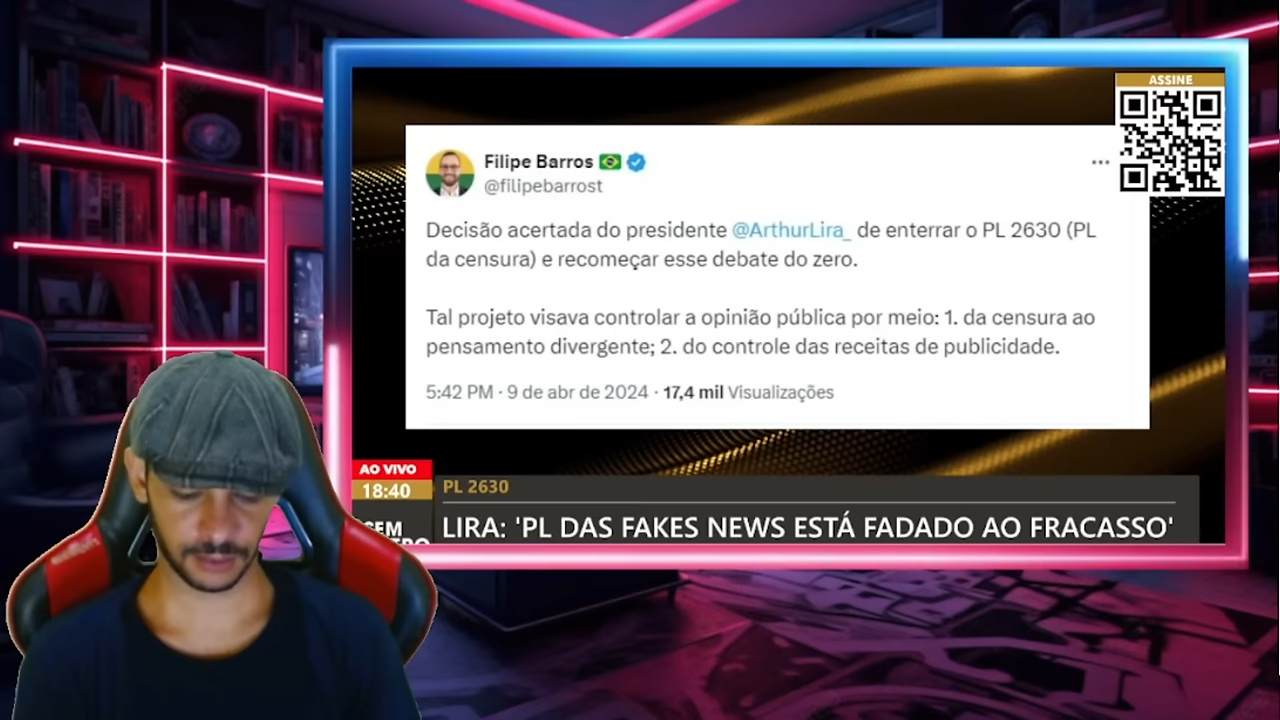 ASSINE
Filipe Barros
@filipebarrost
Decisão acertada do presidente @ArthurLira_ de enterrar o PL 2630 (PL
da censura) e recomeçar esse debate do zero.
Tal projeto visava controlar a opinião pública por meio: 1. da censura ao
pensamento divergente; 2. do controle das receitas de publicidade.
5:42 PM · 9 de abr de 2024 · 17,4 mil Visualizações
AO VIVO
18:40
PL 2630
LIRA: 'PL DAS FAKES NEWS ESTÁ FADADO AO FRACASSO'